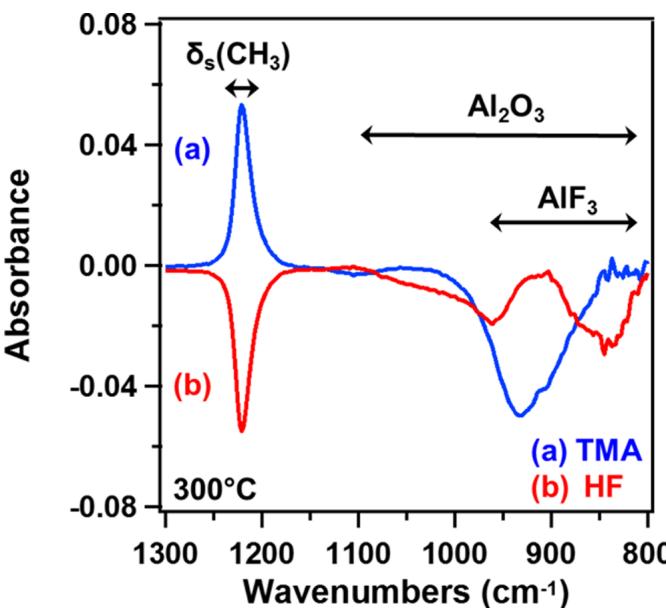 0.08
δs(CH3)
Al2O3
0.04
(a)
AlF3
0.00
Absorbance
-0.04
(b)
(a) TMA
(b) HF
300°C
-0.08
1300 1200 1100 1000 900 800
Wavenumbers (cm-1)